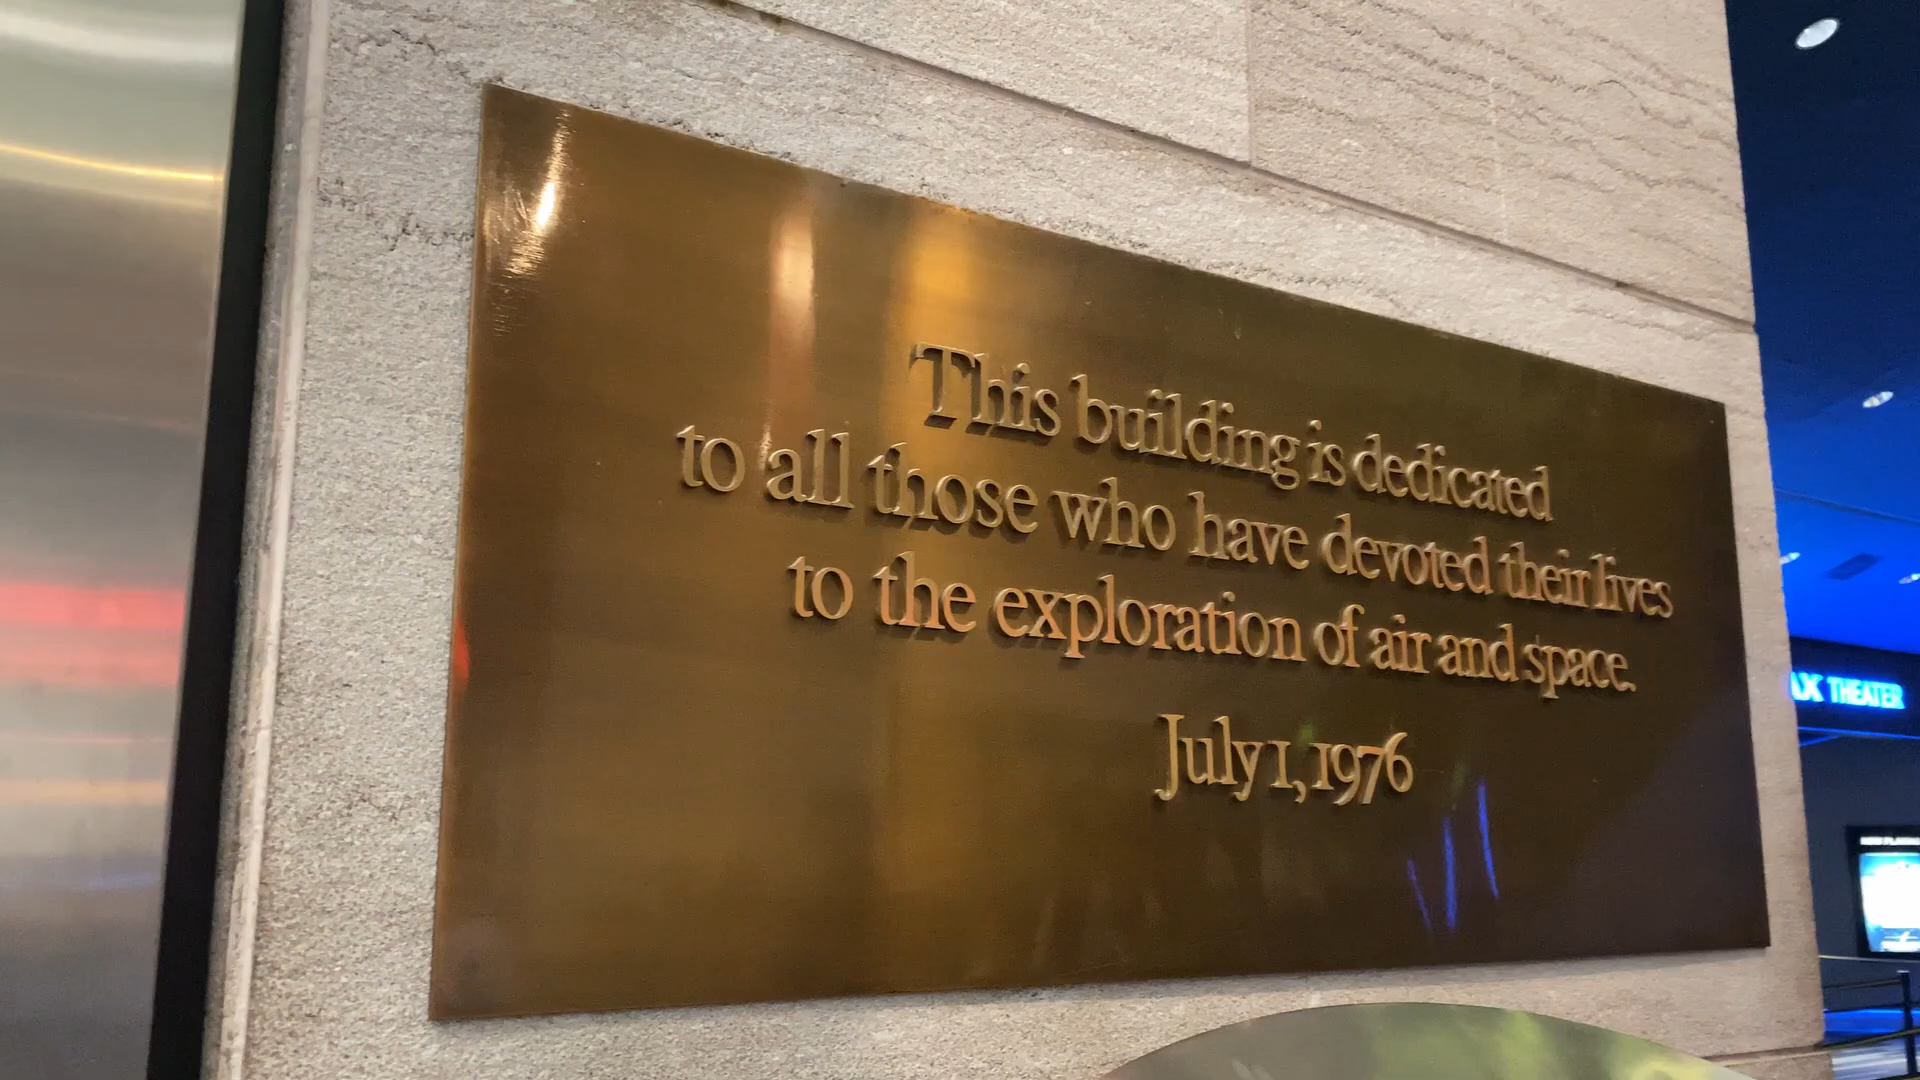 This building is dedicated
to all those who have devoted their lives
to the exploration of air and space.
July 1, 1976
AX THEATER